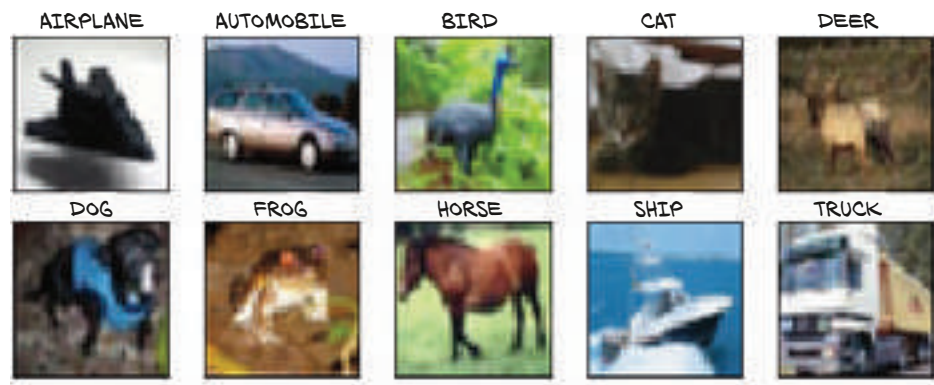 AIRPLANE AUTOMOBILE BIRD CAT DEER
DOG FROG HORSE SHIP TRUCK